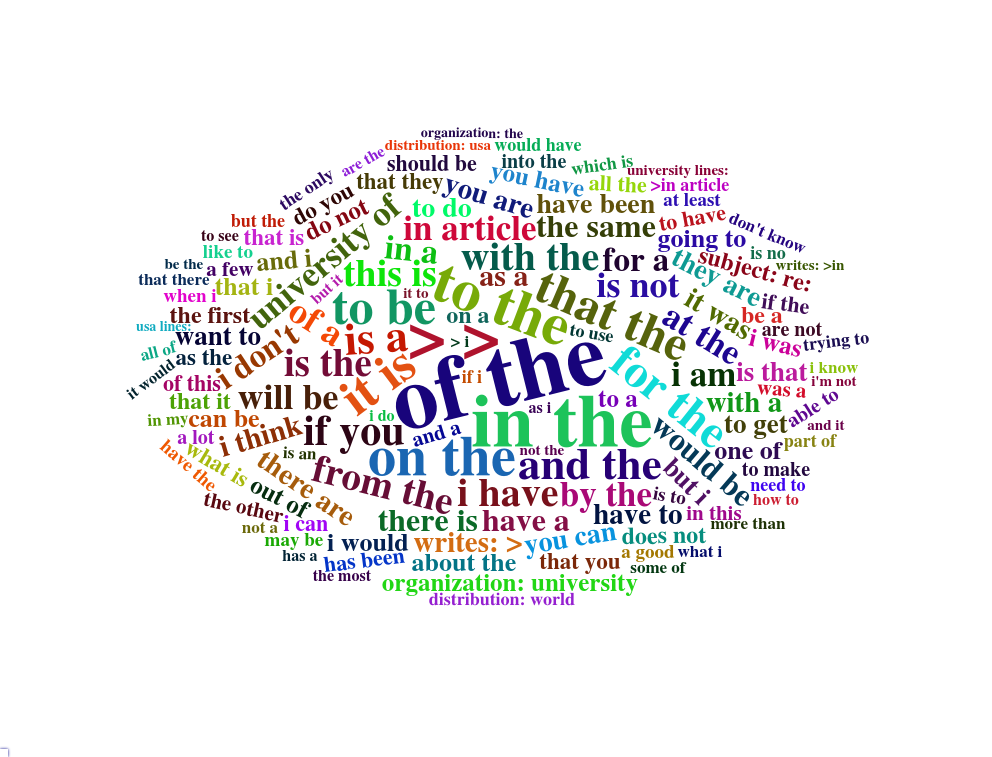 organization: the
distribution: usa
would have
are the
should be
into the
which is
university lines:
the only
that they
you are
you have
all the
>in article
do you
have been
at least
but the
do not
university of
to do
in article
the same
to have
don't know
to see
that is
in a
with the
for a
going to
they are
subject: re:
is no
like to
and i
be the
a few
but it
this is
as a
is not
writes: >in
that there
that i
to the
that the
it was
if the
when i
it to
the first
of a
to be
on a
to use
at the
be a
usa lines:
want to
i don't
is a
> >
> i
are not
i was
trying to
all of
as the
is the
it is
of the
for the
i am
is that
i know
it would
of this
if i
was a
i'm not
that it
will be
i do
as i
in the
to a
with a
able to
in my
can be
i think
if you
and a
would be
to get
and it
a lot
is an
not the
one of
part of
have the
what is
there are
from the
on the
and the
but i
to make
out of
i have
by the
is to
need to
how to
the other
there is
have a
have to
in this
more than
not a
i can
may be
i would
writes: >
you can
does not
has a
has been
about the
that you
a good
what i
some of
the most
organization: university
distribution: world